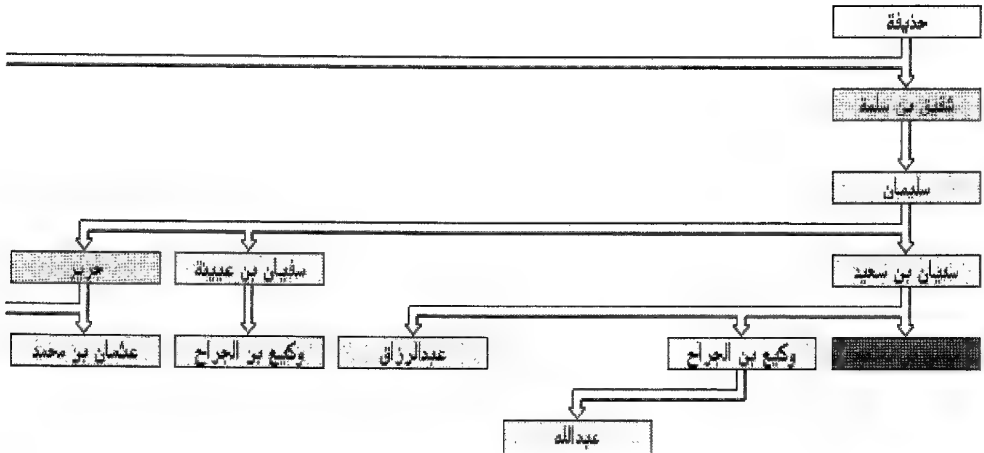 حذيفة
شقيق بن سلمة
سليمان
سفيان بن سعيد
سفيان بن عيينة
جرير
وكيع بن الجراح
عبدالرزاق
وكيع بن الجراح
عثمان بن محمد
عبدالله